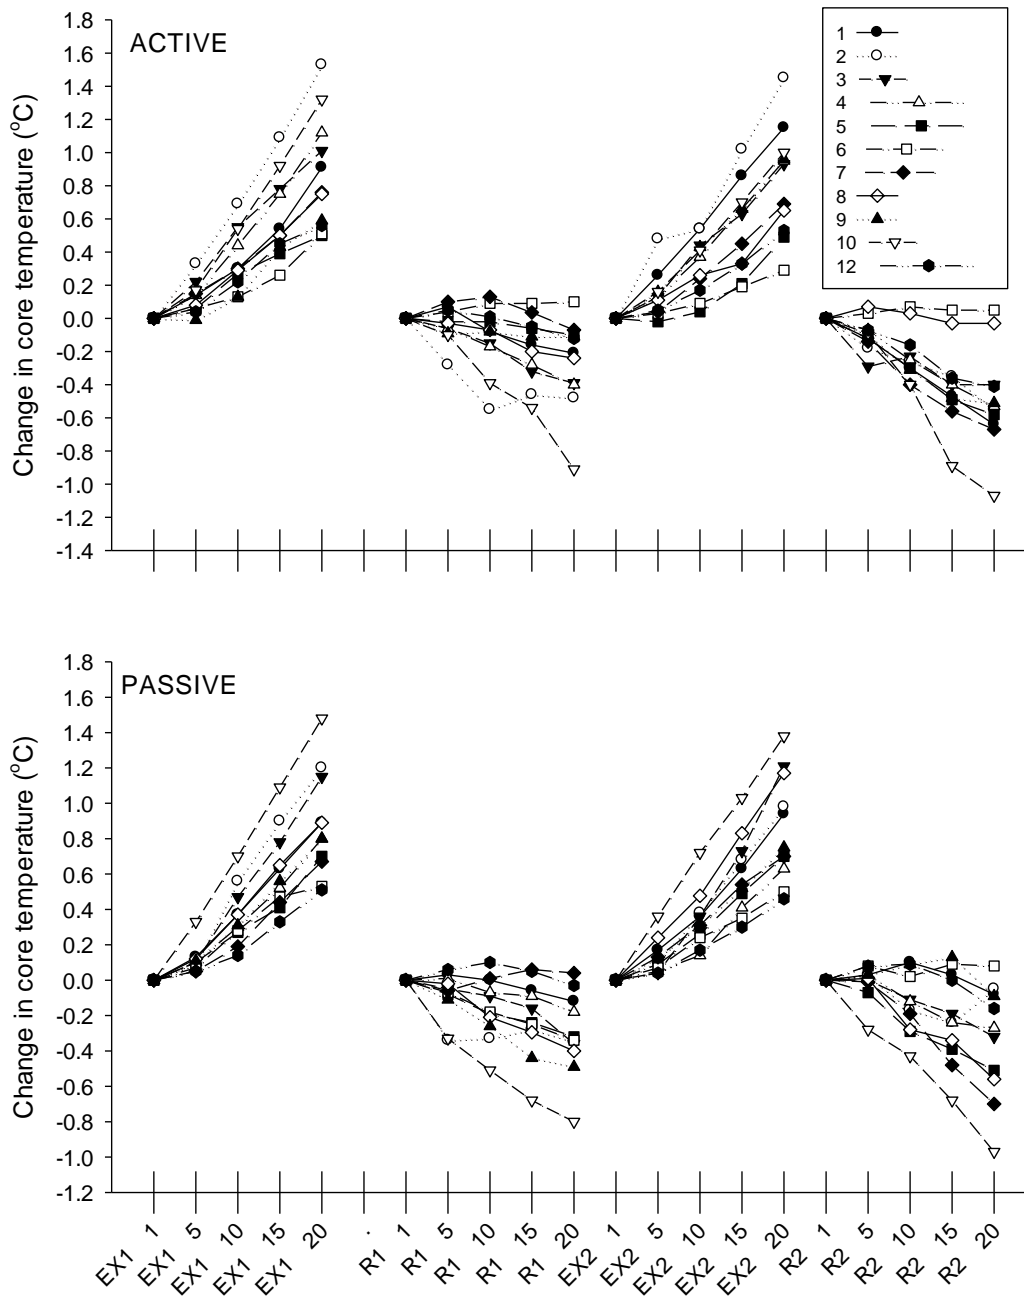 ACTIVE
Change in core temperature (°C)
1.8
1.6
1.4
1.2
1.0
0.8
0.6
0.4
0.2
0.0
-0.2
-0.4
-0.6
-0.8
-1.0
-1.2
-1.4
1
2
3
4
5
6
7
8
9
10
12
PASSIVE
Change in core temperature (°C)
1.8
1.6
1.4
1.2
1.0
0.8
0.6
0.4
0.2
0.0
-0.2
-0.4
-0.6
-0.8
-1.0
-1.2
EX1 1
EX1 5
EX1 10
EX1 15
EX1 20
.
R1 1
R1 5
R1 10
R1 15
R1 20
EX2 1
EX2 5
EX2 10
EX2 15
EX2 20
R2 1
R2 5
R2 10
R2 15
R2 20